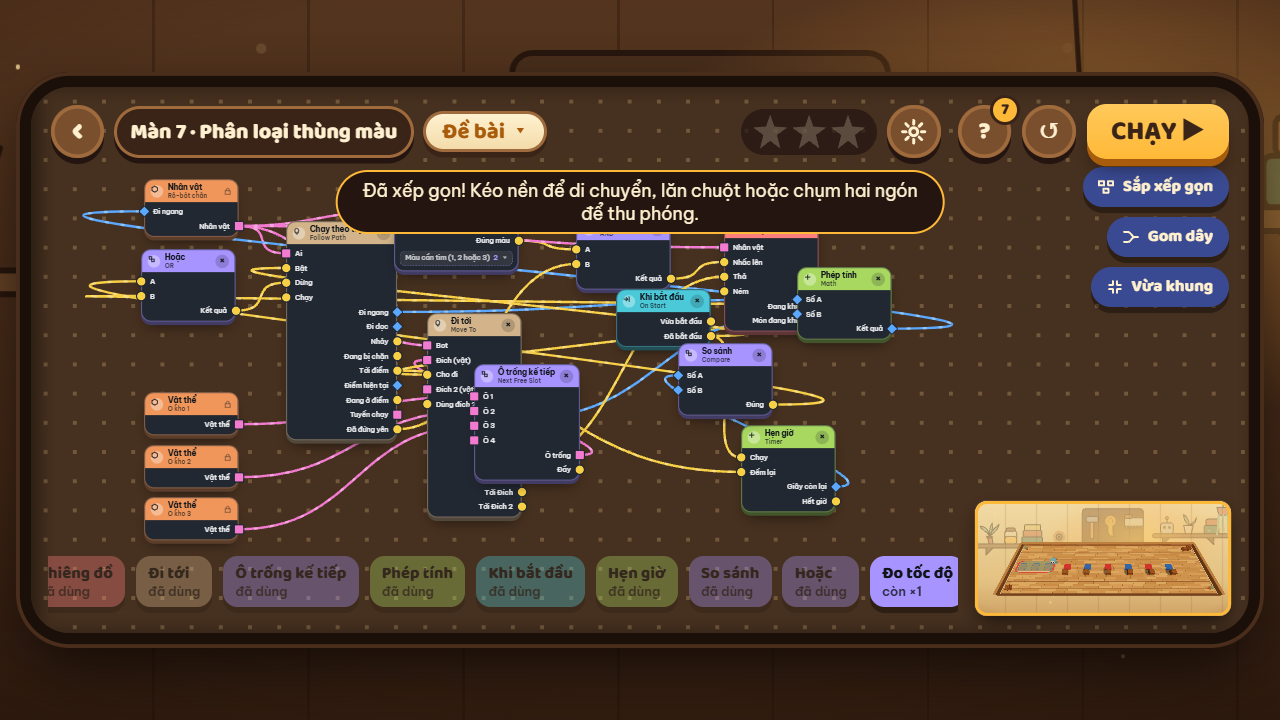 Màn 7 · Phân loại thùng màu
Đề bài
?
7
CHẠY
Đã xếp gọn! Kéo nền để di chuyển, lăn chuột hoặc chụm hai ngón
để thu phóng.
Sắp xếp gọn
Gom dây
Vừa khung
Nhân vật
Rô-bốt chân
Đi ngang
Nhân vật
Hoặc
OR
A
B
Kết quả
Vật thể
Ô kho 1
Vật thể
Vật thể
Ô kho 2
Vật thể
Vật thể
Ô kho 3
Vật thể
Chạy theo
Follow Path
Ai
Bật
Dừng
Chạy
Đi ngang
Đi dọc
Nhảy
Đang bị chặn
Tới điểm
Điểm hiện tại
Đang ở điểm
Tuyến chạy
Đã đứng yên
Đúng màu
Màu cần tìm (1, 2 hoặc 3) 2
Đi tới
Move To
Bật
Đích (vật)
Cho đi
Đích 2 (vật
Dùng đích
Tới Đích
Tới Đích 2
Ô trống kế tiếp
Next Free Slot
Ô 1
Ô 2
Ô 3
Ô 4
Ô trống
Đầy
A
B
Kết quả
Khi bắt đầu
On Start
Vừa bắt đầu
Đã bắt đầu
Nhân vật
Nhấc lên
Thả
Ném
Đang khi
Món đang kh
Phép tính
Math
Số A
Số B
Kết quả
So sánh
Compare
Số A
Số B
Đúng
Hẹn giờ
Timer
Chạy
Đếm lại
Giây còn lại
Hết giờ
hiêng đồ
đã dùng
Đi tới
đã dùng
Ô trống kế tiếp
đã dùng
Phép tính
đã dùng
Khi bắt đầu
đã dùng
Hẹn giờ
đã dùng
So sánh
đã dùng
Hoặc
đã dùng
Đo tốc độ
còn ×1